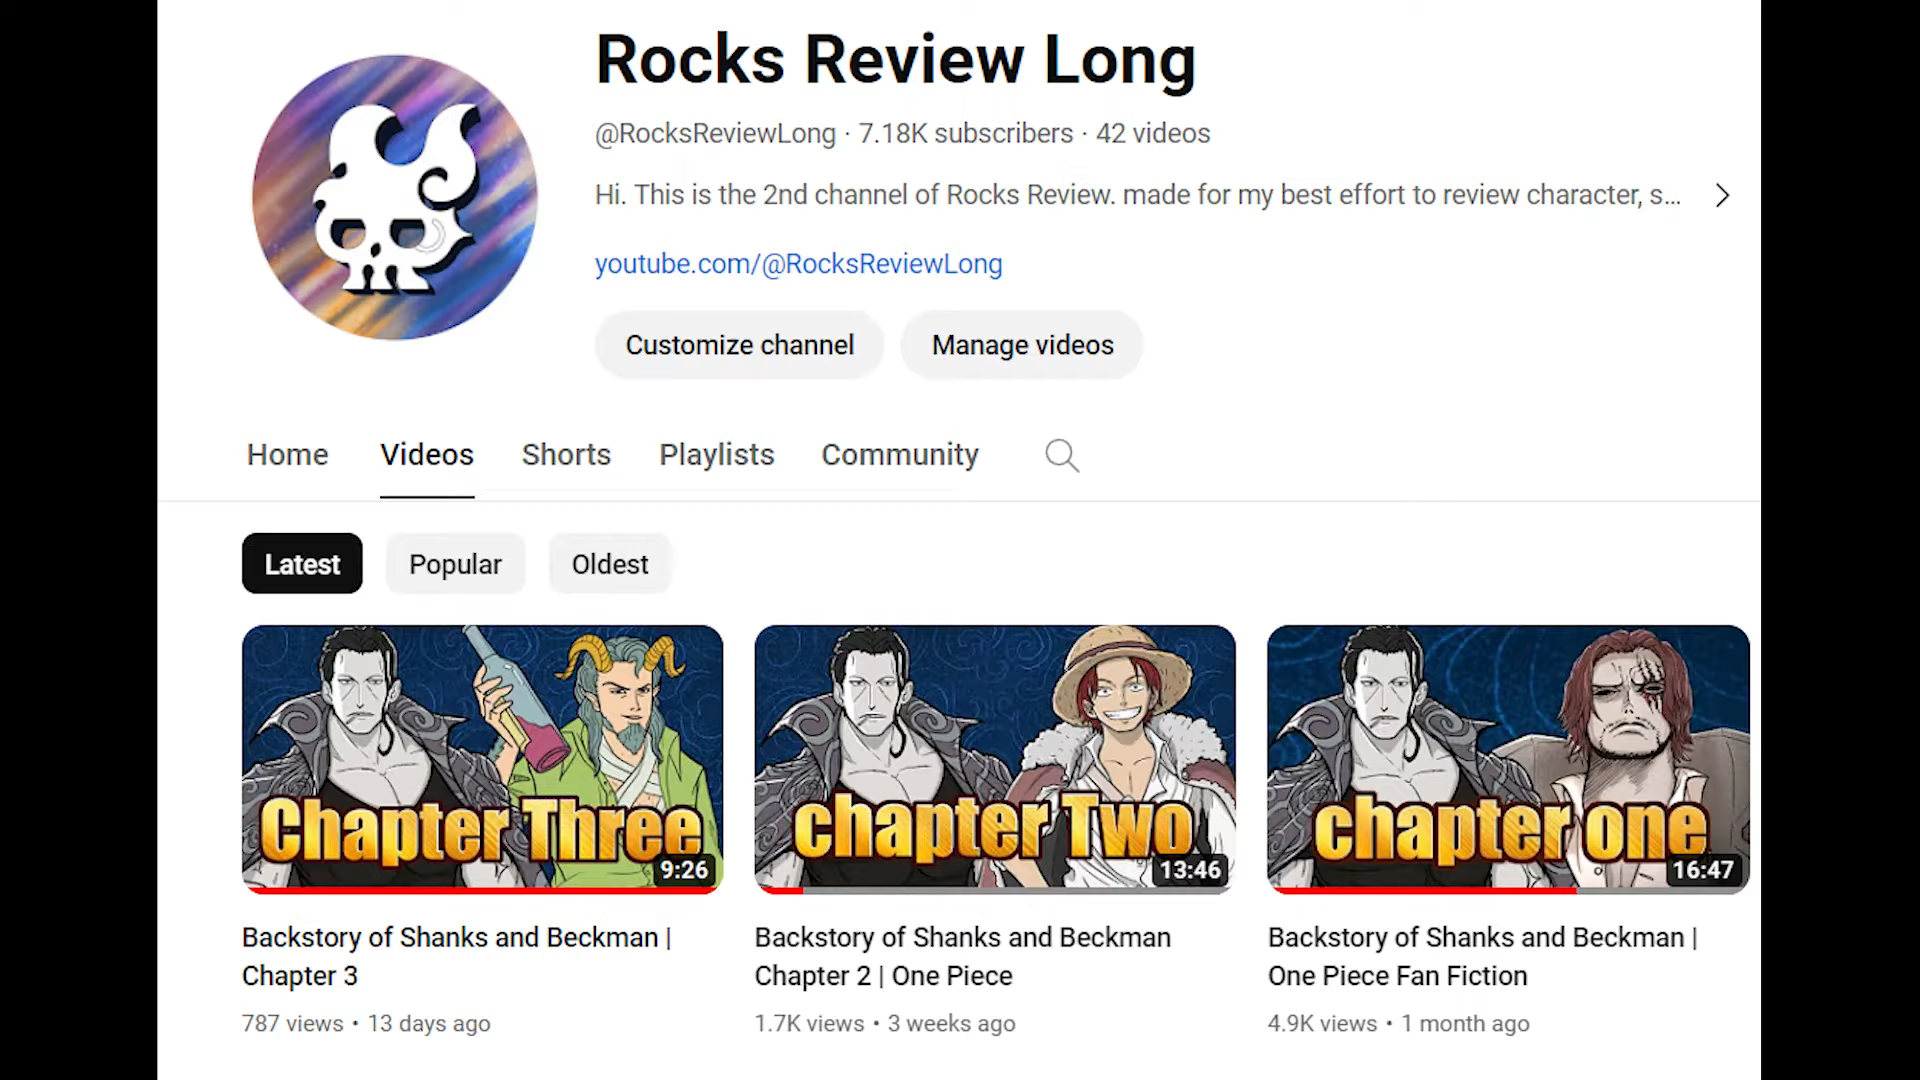 Rocks Review Long
@RocksReviewLong · 7.18K subscribers · 42 videos
Hi. This is the 2nd channel of Rocks Review. made for my best effort to review character, s...
youtube.com/@RocksReviewLong
Customize channel
Manage videos
Home
Videos
Shorts
Playlists
Community
Latest
Popular
Oldest
Chapter Three
9:26
chapter Two
13:46
chapter one
16:47
Backstory of Shanks and Beckman |
Chapter 3
787 views • 13 days ago
Backstory of Shanks and Beckman
Chapter 2 | One Piece
1.7K views • 3 weeks ago
Backstory of Shanks and Beckman |
One Piece Fan Fiction
4.9K views • 1 month ago